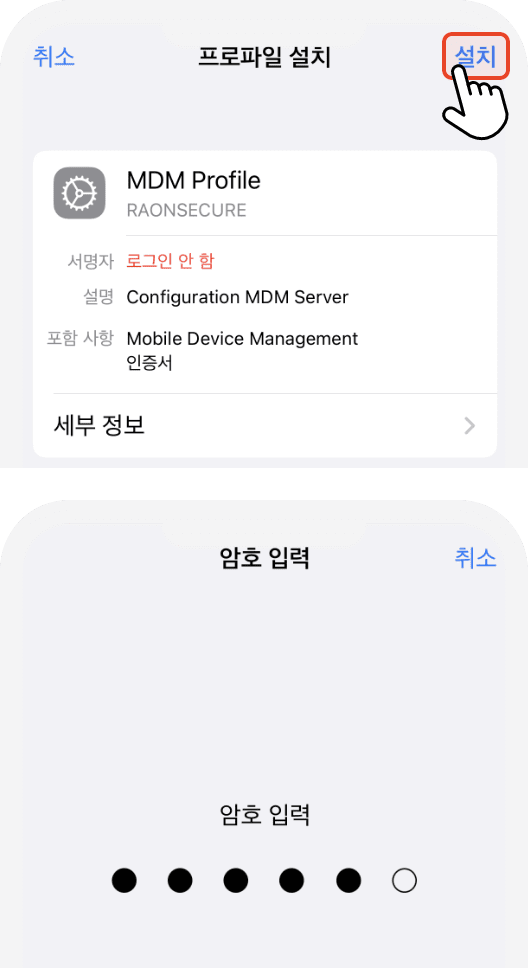 취소 프로파일 설치 설치
MDM Profile
RAONSECURE
서명자 로그인 안 함
설명 Configuration MDM Server
포함 사항 Mobile Device Management
인증서
세부 정보
암호 입력 취소
암호 입력